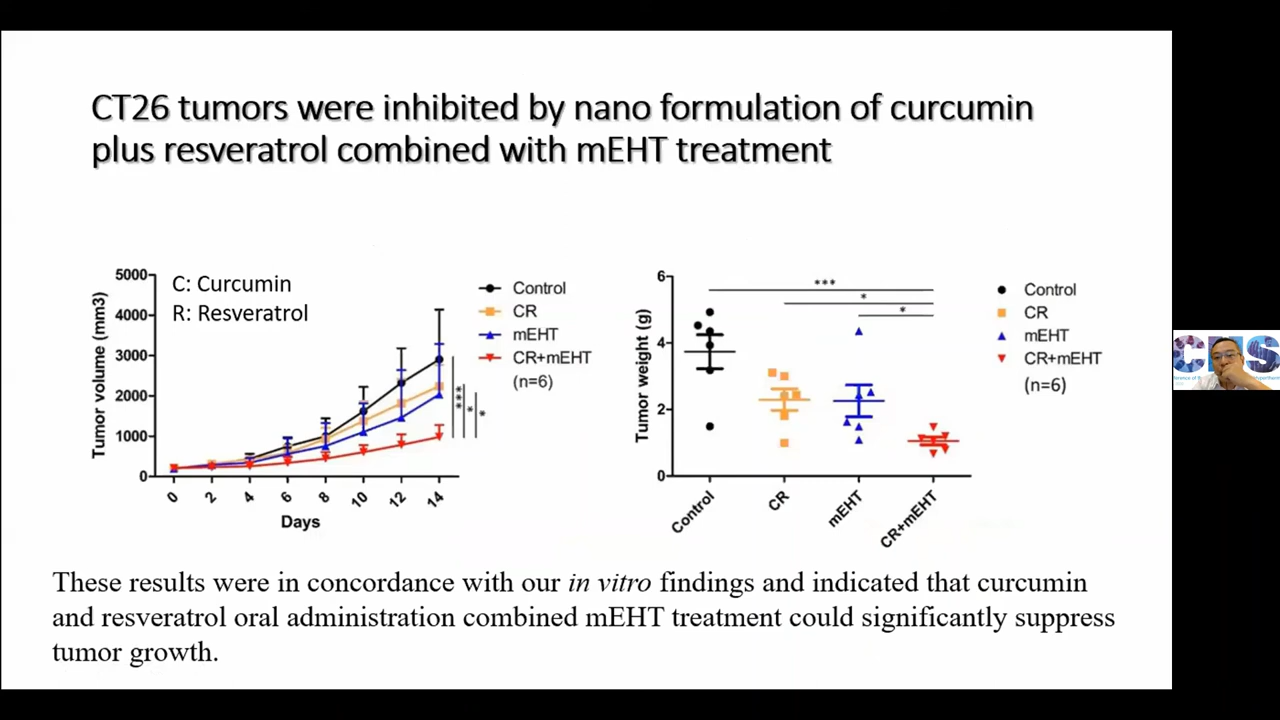 CT26 tumors were inhibited by nano formulation of curcumin
plus resveratrol combined with mEHT treatment
Tumor volume (mm3)
5000
4000
3000
2000
1000
0
C: Curcumin
R: Resveratrol
0
2
4
6
8
10
12
14
Days
Control
CR
mEHT
CR+mEHT
(n=6)
***
*
*
Tumor weight (g)
6
4
2
0
***
*
*
Control
CR
mEHT
CR+mEHT
Control
CR
mEHT
CR+mEHT
(n=6)
These results were in concordance with our in vitro findings and indicated that curcumin
and resveratrol oral administration combined mEHT treatment could significantly suppress
tumor growth.